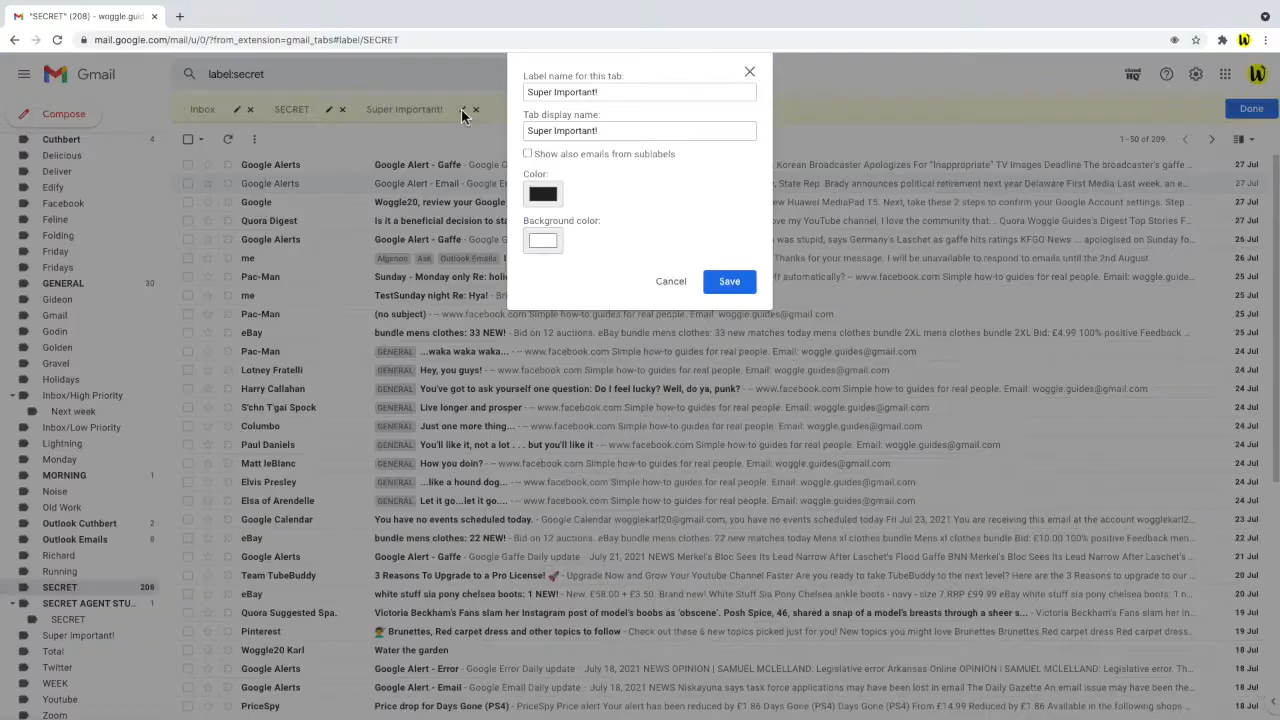 "SECRET" (208) - woggle.guid
mail.google.com/mail/u/0/?from_extension=gmail_tabs#label/SECRET
Gmail
label:secret
cloud HQ
Compose
Inbox
SECRET
Super Important!
Done
Label name for this tab:
Super Important!
Tab display name:
Super Important!
Show also emails from sublabels
Color:
Background color:
Cancel
Save
1–50 of 209
Cuthbert 4
Delicious
Deliver
Edify
Facebook
Feline
Folding
Friday
Fridays
GENERAL 30
Gideon
Gmail
Godin
Golden
Gravel
Holidays
Inbox/High Priority
Next week
Inbox/Low Priority
Lightning
Monday
MORNING 1
Noise
Old Work
Outlook Cuthbert 2
Outlook Emails 8
Richard
Running
SECRET 208
SECRET AGENT STU... 1
SECRET
Super Important!
Total
Twitter
WEEK
Youtube
Zoom
Google Alerts Google Alert - Gaffe - Google Korean Broadcaster Apologizes For "Inappropriate" TV Images Deadline The broadcaster's gaffe ... 27 Jul
Google Alerts Google Alert - Email - Google State Rep. Brady announces political retirement next year Delaware First Media Last week, an e... 27 Jul
Google Woggle20, review your Google new Huawei MediaPad T5. Next, take these 2 steps to confirm your Google Account settings. Step 27 Jul
Quora Digest Is it a beneficial decision to sta ove my YouTube channel, I love the community that... - Quora Woggle Guides's Digest Top Stories F... 27 Jul
Google Alerts Google Alert - Gaffe - Google was stupid, says Germany's Laschet as gaffe hits ratings KFGO News ... apologised on Sunday fo... 26 Jul
me Algenos Ask Outlook Emails Thanks for your message. I will be unavailable to respond to emails until the 2nd August. 26 Jul
Pac-Man Sunday - Monday only Re: holi off automatically? -- www.facebook.com Simple how-to guides for real people. Email: woggle.guide... 25 Jul
me TestSunday night Re: Hya! - Br 25 Jul
Pac-Man (no subject) - -- www.facebook.com Simple how-to guides for real people. Email: woggle.guides@gmail.com 25 Jul
eBay bundle mens clothes: 33 NEW! - Bid on 12 auctions. eBay bundle mens clothes: 33 new matches today mens clothes bundle 2XL mens clothes bundle 2XL Bid: £4.99 100% positive Feedback ... 25 Jul
Pac-Man GENERAL ...waka waka waka... - -- www.facebook.com Simple how-to guides for real people. Email: woggle.guides@gmail.com 24 Jul
Lotney Fratelli GENERAL Hey, you guys! - -- www.facebook.com Simple how-to guides for real people. Email: woggle.guides@gmail.com 24 Jul
Harry Callahan GENERAL You've got to ask yourself one question: Do I feel lucky? Well, do ya, punk? - -- www.facebook.com Simple how-to guides for real people. Email: woggle.guides@gmail.com 24 Jul
S'chn T'gai Spock GENERAL Live longer and prosper - -- www.facebook.com Simple how-to guides for real people. Email: woggle.guides@gmail.com 24 Jul
Columbo GENERAL Just one more thing... - -- www.facebook.com Simple how-to guides for real people. Email: woggle.guides@gmail.com 24 Jul
Paul Daniels GENERAL You'll like it, not a lot . . . but you'll like it - -- www.facebook.com Simple how-to guides for real people. Email: woggle.guides@gmail.com 24 Jul
Matt leBlanc GENERAL How you doin? - -- www.facebook.com Simple how-to guides for real people. Email: woggle.guides@gmail.com 24 Jul
Elvis Presley GENERAL ...like a hound dog... - -- www.facebook.com Simple how-to guides for real people. Email: woggle.guides@gmail.com 24 Jul
Elsa of Arendelle GENERAL Let it go...let it go.... - -- www.facebook.com Simple how-to guides for real people. Email: woggle.guides@gmail.com 24 Jul
Google Calendar You have no events scheduled today. - Google Calendar wogglekarl20@gmail.com, you have no events scheduled today Fri Jul 23, 2021 You are receiving this email at the account wogglekarl2... 23 Jul
eBay bundle mens clothes: 22 NEW! - Bid on 12 auctions. eBay bundle mens clothes: 22 new matches today Mens xl clothes bundle Mens xl clothes bundle Bid: £10.00 100% positive Feedback men 22 Jul
Google Alerts Google Alert - Gaffe - Google Gaffe Daily update · July 21, 2021 NEWS Merkel's Bloc Sees Its Lead Narrow After Laschet's Flood Gaffe BNN Merkel's Bloc Sees Its Lead Narrow After Laschet's ... 21 Jul
Team TubeBuddy 3 Reasons To Upgrade to a Pro License! 🚀 - Upgrade Now and Grow Your Youtube Channel Faster Are you ready to take TubeBuddy to the next level? Here are the 3 Reasons to upgrade to our ... 20 Jul
eBay white stuff sia pony chelsea boots: 1 NEW! - New. £58.00 + £3.50. Brand new! White Stuff Sia Pony Chelsea ankle boots - navy - size 7.RRP £99.99 eBay white stuff sia pony chelsea boots: 1 n... 20 Jul
Quora Suggested Spa. Victoria Beckham's Fans slam her Instagram post of model's boobs as 'obscene'. Posh Spice, 46, shared a snap of a model's breasts through a sheer s... - Victoria Beckham's Fans slam her In 19 Jul
Pinterest Brunettes, Red carpet dress and other topics to follow - Check out these 6 new topics picked just for you! New topics you might love Brunettes Brunettes Red carpet dress Red carpet dress 19 Jul
Woggle20 Karl Water the garden 18 Jul
Google Alerts Google Alert - Error - Google Error Daily update · July 18, 2021 NEWS OPINION | SAMUEL MCLELLAND: Legislative error Arkansas Online OPINION | SAMUEL MCLELLAND: Legislative error. Th... 18 Jul
Google Alerts Google Alert - Email - Google Email Daily update · July 18, 2021 NEWS Niskayuna says task force applications may have been lost in email The Daily Gazette An email issue may have been the... 18 Jul
PriceSpy Price drop for Days Gone (PS4) - PriceSpy Price alert Your alert has been reduced by £1.86 Days Gone (PS4) Days Gone (PS4) From £14.99 Reduced by £1.86 Available in the following shops ... 18 Jul